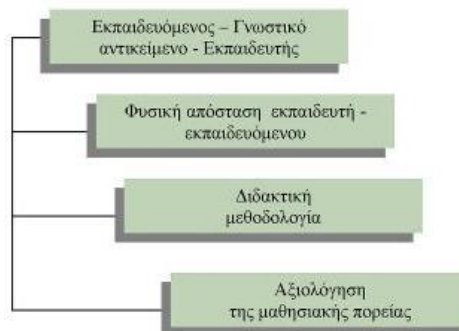 Εκπαιδευόμενος – Γνωστικό
αντικείμενο - Εκπαιδευτής
Φυσική απόσταση εκπαιδευτή -
εκπαιδευόμενου
Διδακτική
μεθοδολογία
Αξιολόγηση
της μαθησιακής πορείας